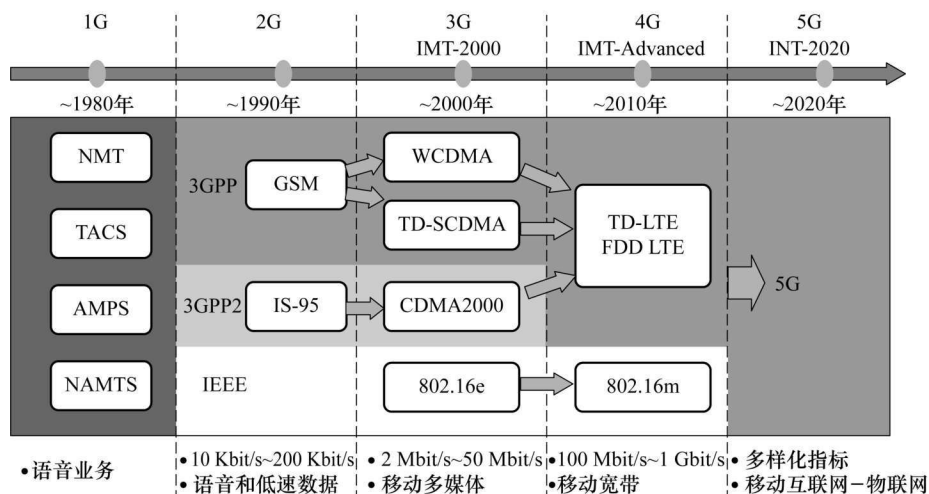 1G
2G
3G
IMT-2000
4G
IMT-Advanced
5G
INT-2020
~1980年
~1990年
~2000年
~2010年
~2020年
NMT
TACS
AMPS
NAMTS
3GPP
GSM
WCDMA
TD-SCDMA
TD-LTE
FDD LTE
3GPP2
IS-95
CDMA2000
5G
IEEE
802.16e
802.16m
•语音业务
•10 Kbit/s~200 Kbit/s
•语音和低速数据
•2 Mbit/s~50 Mbit/s
•移动多媒体
•100 Mbit/s~1 Gbit/s
•移动宽带
•多样化指标
•移动互联网-物联网